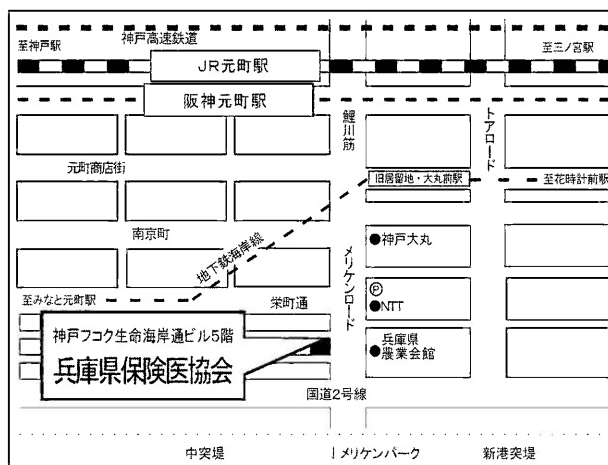 神戸高速鉄道
至神戸駅
至三ノ宮駅
JR元町駅
阪神元町駅
鯉川筋
トアロード
元町商店街
旧居留地・大丸前駅
至花時計前駅
南京町
神戸大丸
地下鉄海岸線
メリケンロード
至みなと元町駅
栄町通
P
NTT
神戸フコク生命海岸通ビル5階
兵庫県保険医協会
兵庫県
農業会館
国道2号線
中突堤
メリケンパーク
新港突堤